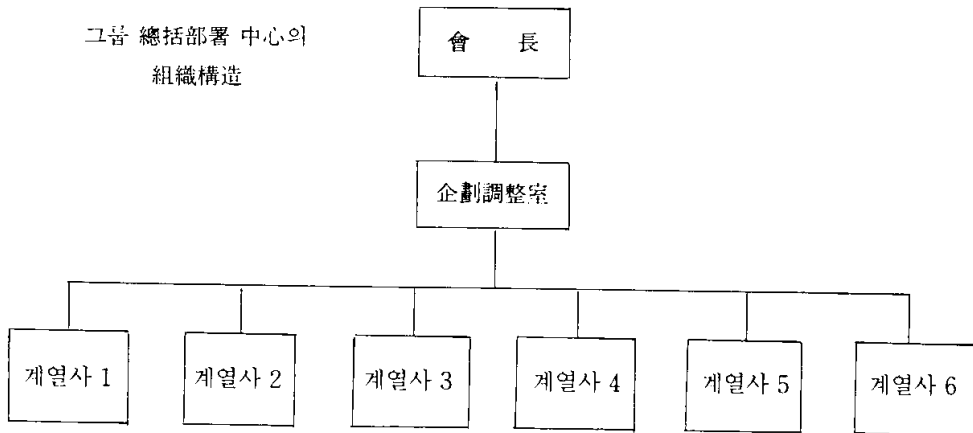 그룹 總括部署 中心의
組織構造
會 長
企劃調整室
계열사 1
계열사 2
계열사 3
계열사 4
계열사 5
계열사 6